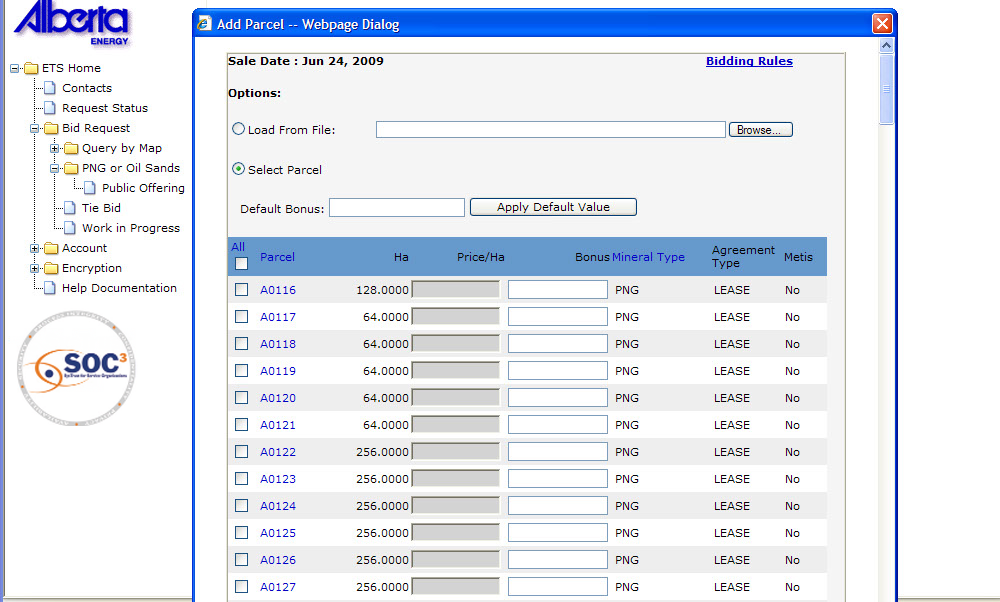 Alberta
ENERGY
ETS Home
Contacts
Request Status
Bid Request
Query by Map
PNG or Oil Sands
Public Offering
Tie Bid
Work in Progress
Account
Encryption
Help Documentation
SOC3
SysTrust for Service Organizations
Add Parcel -- Webpage Dialog
Sale Date : Jun 24, 2009 Bidding Rules
Options:
Load From File: Browse...
Select Parcel
Default Bonus: Apply Default Value
All Parcel Ha Price/Ha Bonus Mineral Type Agreement Type Metis
A0116 128.0000 PNG LEASE No
A0117 64.0000 PNG LEASE No
A0118 64.0000 PNG LEASE No
A0119 64.0000 PNG LEASE No
A0120 64.0000 PNG LEASE No
A0121 64.0000 PNG LEASE No
A0122 256.0000 PNG LEASE No
A0123 256.0000 PNG LEASE No
A0124 256.0000 PNG LEASE No
A0125 256.0000 PNG LEASE No
A0126 256.0000 PNG LEASE No
A0127 256.0000 PNG LEASE No